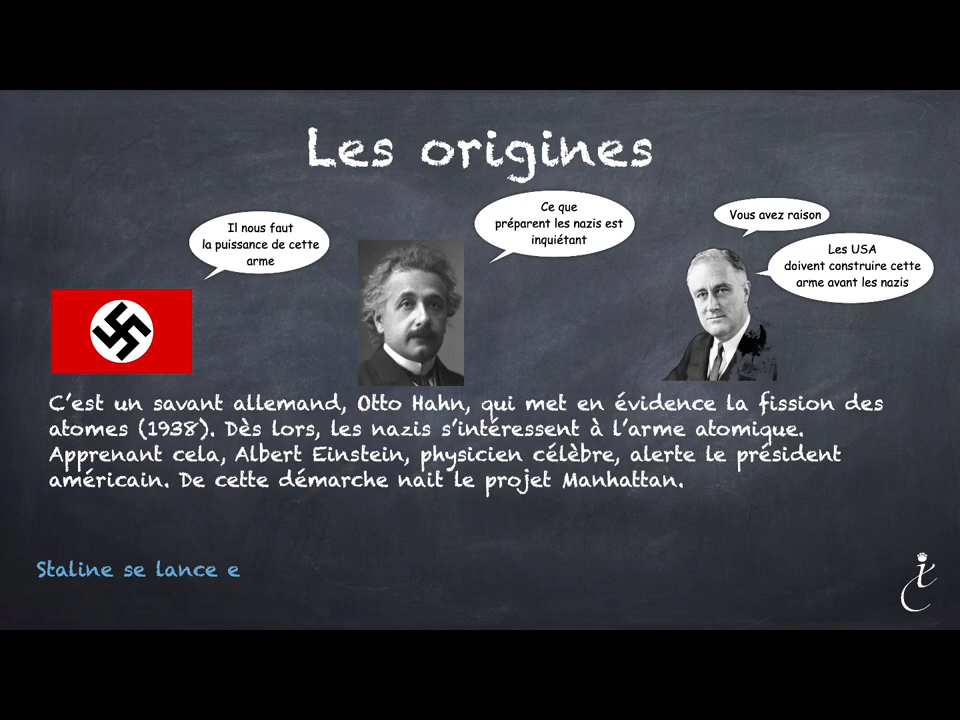 Les origines
Il nous faut
la puissance de cette
arme
Ce que
préparent les nazis est
inquiétant
Vous avez raison
Les USA
doivent construire cette
arme avant les nazis
C'est un savant allemand, Otto Hahn, qui met en évidence la fission des
atomes (1938). Dès lors, les nazis s'intéressent à l'arme atomique.
Apprenant cela, Albert Einstein, physicien célèbre, alerte le président
américain. De cette démarche nait le projet Manhattan.
Staline se lance e